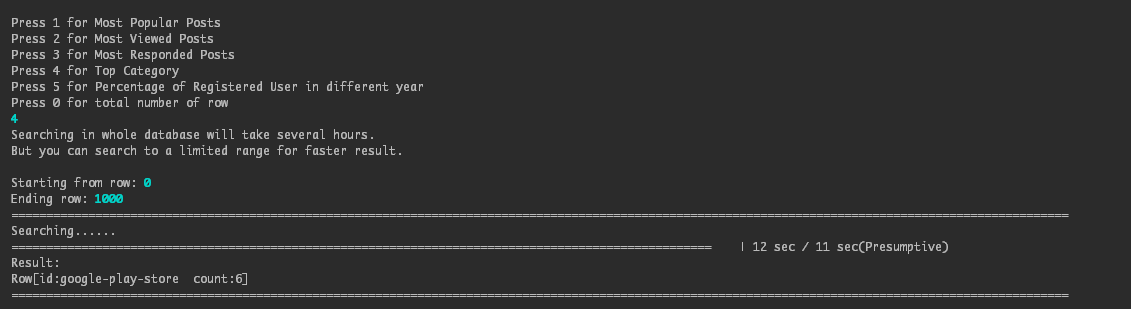 Press 1 for Most Popular Posts
Press 2 for Most Viewed Posts
Press 3 for Most Responded Posts
Press 4 for Top Category
Press 5 for Percentage of Registered User in different year
Press 0 for total number of row
4
Searching in whole database will take several hours.
But you can search to a limited range for faster result.
Starting from row: 0
Ending row: 1000
Searching......
| 12 sec / 11 sec(Presumptive)
Result:
Row[id:google-play-store  count:6]